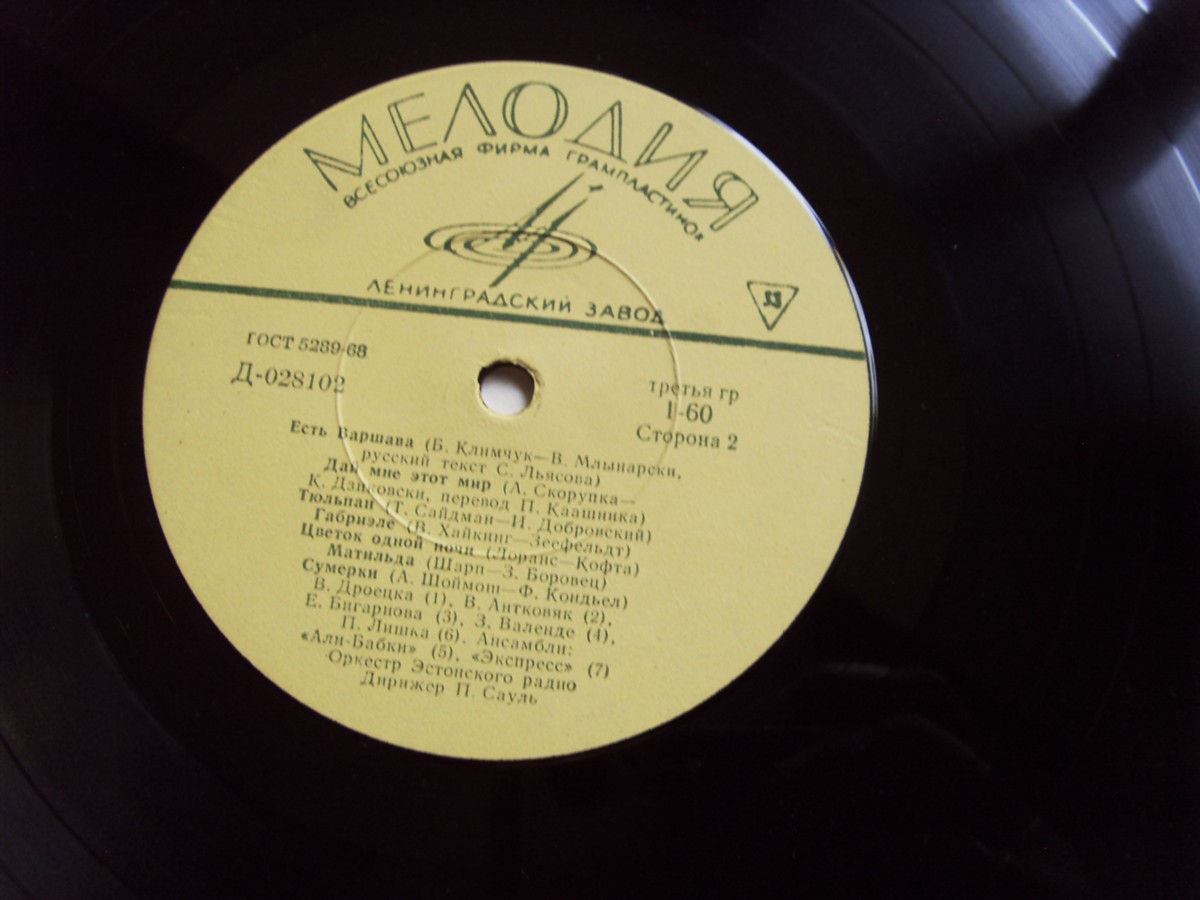 МЕЛОДИЯ
ВСЕСОЮЗНАЯ ФИРМА ГРАМПЛАСТИНОК
ЛЕНИНГРАДСКИЙ ЗАВОД
33
ГОСТ 5289-68
Д-028102
третья гр
1-60
Сторона 2
Есть Варшава (Б. Климчук—В. Млынарски,
русский текст С. Льясова)
Дай мне этот мир (А. Скорупка—
К. Дзиковски, перевод П. Каашника)
Тюльпан (Т. Сайдман—И. Добровский)
Габриэле (В. Хайкинг—Зеефельдт)
Цветок одной ночи (Лоранс—Кофта)
Матильда (Шарп—З. Боровец)
Сумерки (А. Шоймош—Ф. Кондьел)
В. Дроецка (1), В. Антковяк (2),
Е. Бигарнова (3), З. Валенде (4),
П. Лишка (6). Ансамбли:
«Али-Бабки» (5), «Экспресс» (7)
Оркестр Эстонского радио
Дирижер П. Сауль